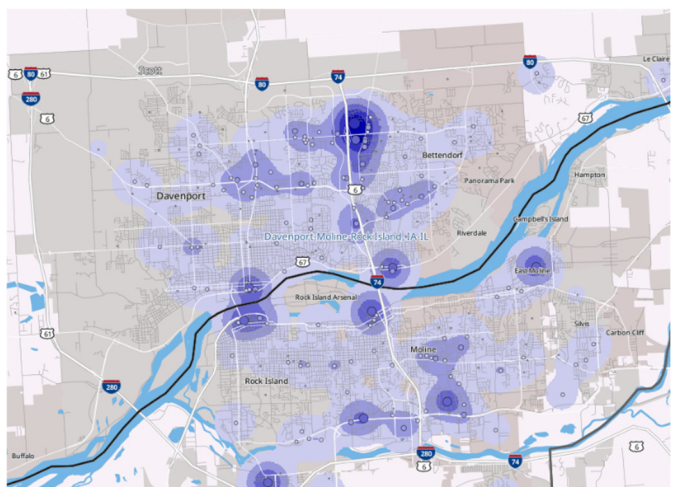 80
Le Claire
6
80
61
Scott
74
80
280
6
67
Bettendorf
Hampton
Panorama Park
6
Davenport
Campbell's Island
Davenport-Moline-Rock Island, IA-IL
Riverdale
67
East Moline
74
Rock Island Arsenal
Silvis
Carbon Cliff
61
Moline
Rock Island
280
6
280
Buffalo
6
74